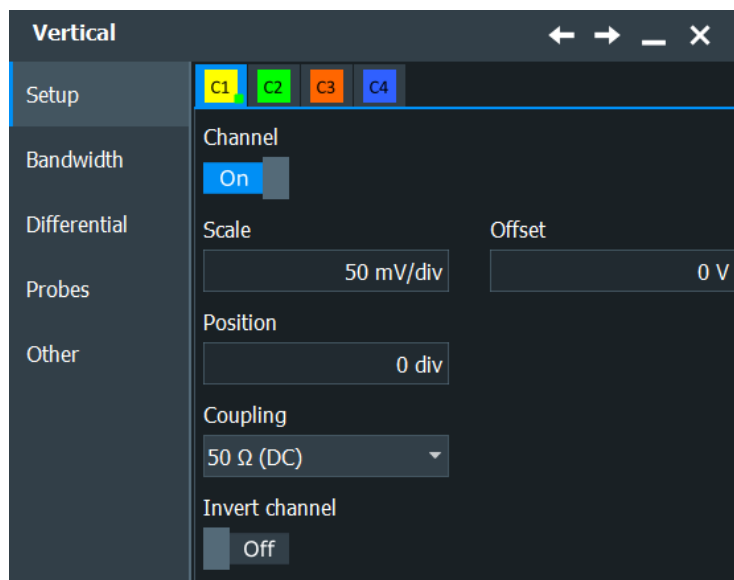 Vertical
Setup
Bandwidth
Differential
Probes
Other
C1 C2 C3 C4
Channel
On
Scale Offset
50 mV/div 0 V
Position
0 div
Coupling
50 Ω (DC)
Invert channel
Off